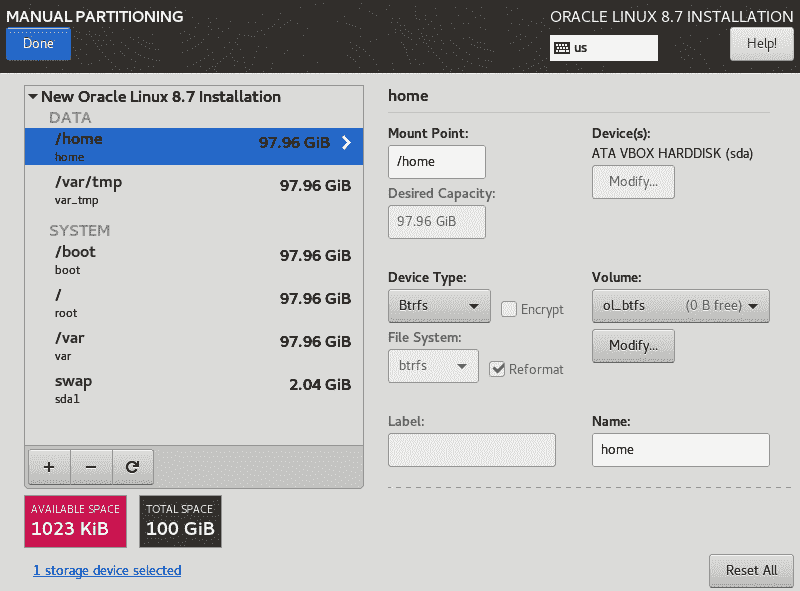 MANUAL PARTITIONING
ORACLE LINUX 8.7 INSTALLATION
Done
us
Help!
New Oracle Linux 8.7 Installation
DATA
/home
97.96 GiB
home
/var/tmp
97.96 GiB
var_tmp
SYSTEM
/boot
97.96 GiB
boot
/
97.96 GiB
root
/var
97.96 GiB
var
swap
2.04 GiB
sda1
+ −
AVAILABLE SPACE
1023 KiB
TOTAL SPACE
100 GiB
1 storage device selected
home
Mount Point:
/home
Desired Capacity:
97.96 GiB
Device(s):
ATA VBOX HARDDISK (sda)
Modify...
Device Type:
Btrfs
Encrypt
File System:
btrfs
Reformat
Volume:
ol_btfs (0 B free)
Modify...
Label:
Name:
home
Reset All